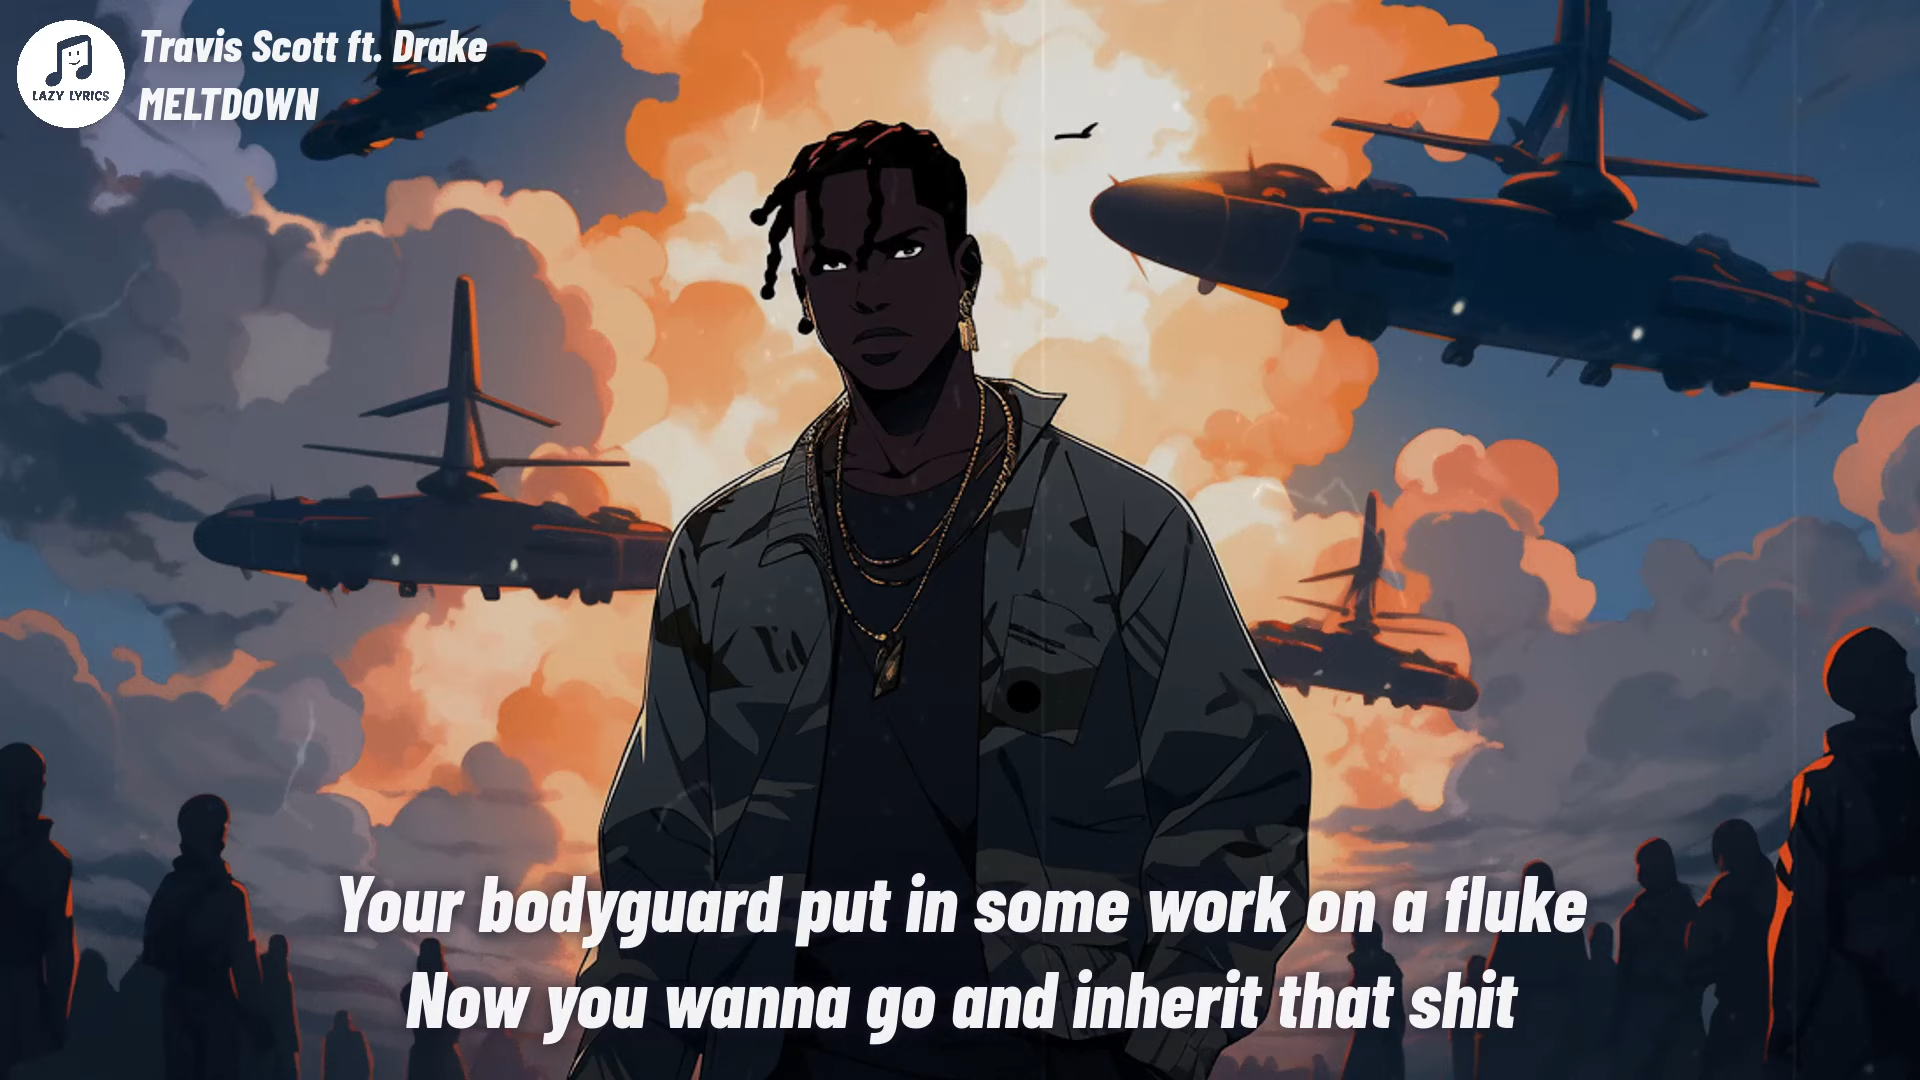 Travis Scott ft. Drake
MELTDOWN
LAZY LYRICS
Your bodyguard put in some work on a fluke
Now you wanna go and inherit that shit